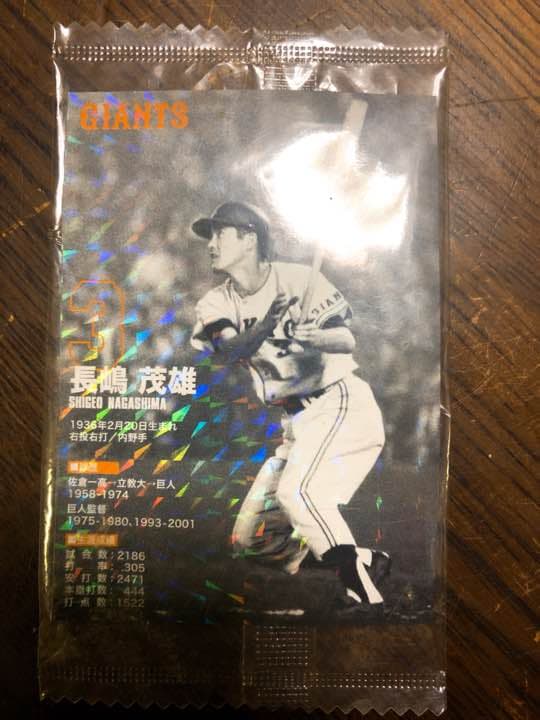 GIANTS
3
長嶋 茂雄
SHIGEO NAGASHIMA
1936年2月20日生まれ
右投右打／内野手
佐倉一高→立教大→巨人
1958-1974
巨人監督
1975-1980、1993-2001
試合数：2186
打率：.305
安打数：2471
本塁打数：444
打点数：1522